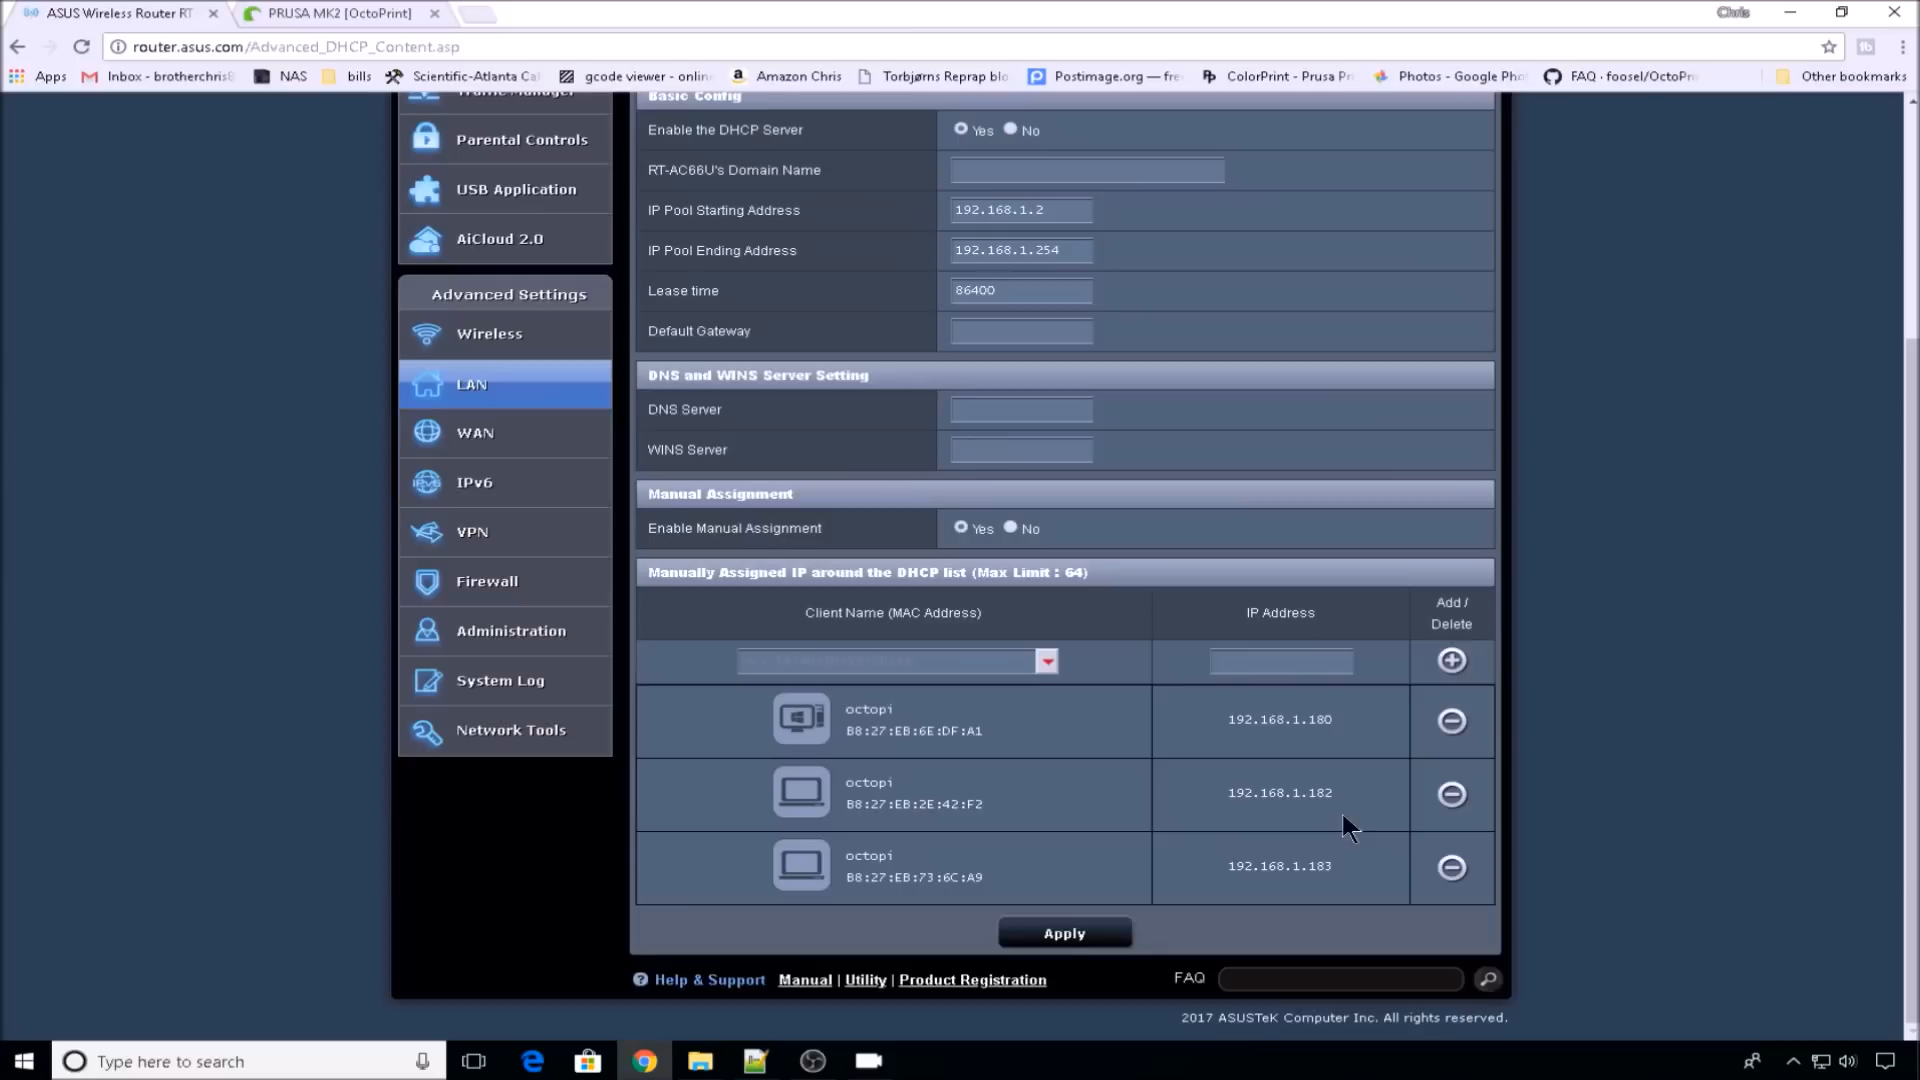 ASUS Wireless Router RT
PRUSA MK2 [OctoPrint]
Chris
router.asus.com/Advanced_DHCP_Content.asp
Apps
Inbox - brotherchris
NAS
bills
Scientific-Atlanta Ca
gcode viewer - onlin
Amazon Chris
Torbjørns Reprap blo
Postimage.org — fre
ColorPrint - Prusa Pr
Photos - Google Pho
FAQ · foosel/OctoPr
Other bookmarks
Traffic Manager
Parental Controls
USB Application
AiCloud 2.0
Advanced Settings
Wireless
LAN
WAN
IPv6
VPN
Firewall
Administration
System Log
Network Tools
Basic Config
Enable the DHCP Server
Yes No
RT-AC66U's Domain Name
IP Pool Starting Address
192.168.1.2
IP Pool Ending Address
192.168.1.254
Lease time
86400
Default Gateway
DNS and WINS Server Setting
DNS Server
WINS Server
Manual Assignment
Enable Manual Assignment
Yes No
Manually Assigned IP around the DHCP list (Max Limit : 64)
Client Name (MAC Address)
IP Address
Add /
Delete
octopi
B8:27:EB:6E:DF:A1
192.168.1.180
octopi
B8:27:EB:2E:42:F2
192.168.1.182
octopi
B8:27:EB:73:6C:A9
192.168.1.183
Apply
Help & Support Manual | Utility | Product Registration
FAQ
2017 ASUSTeK Computer Inc. All rights reserved.
Type here to search